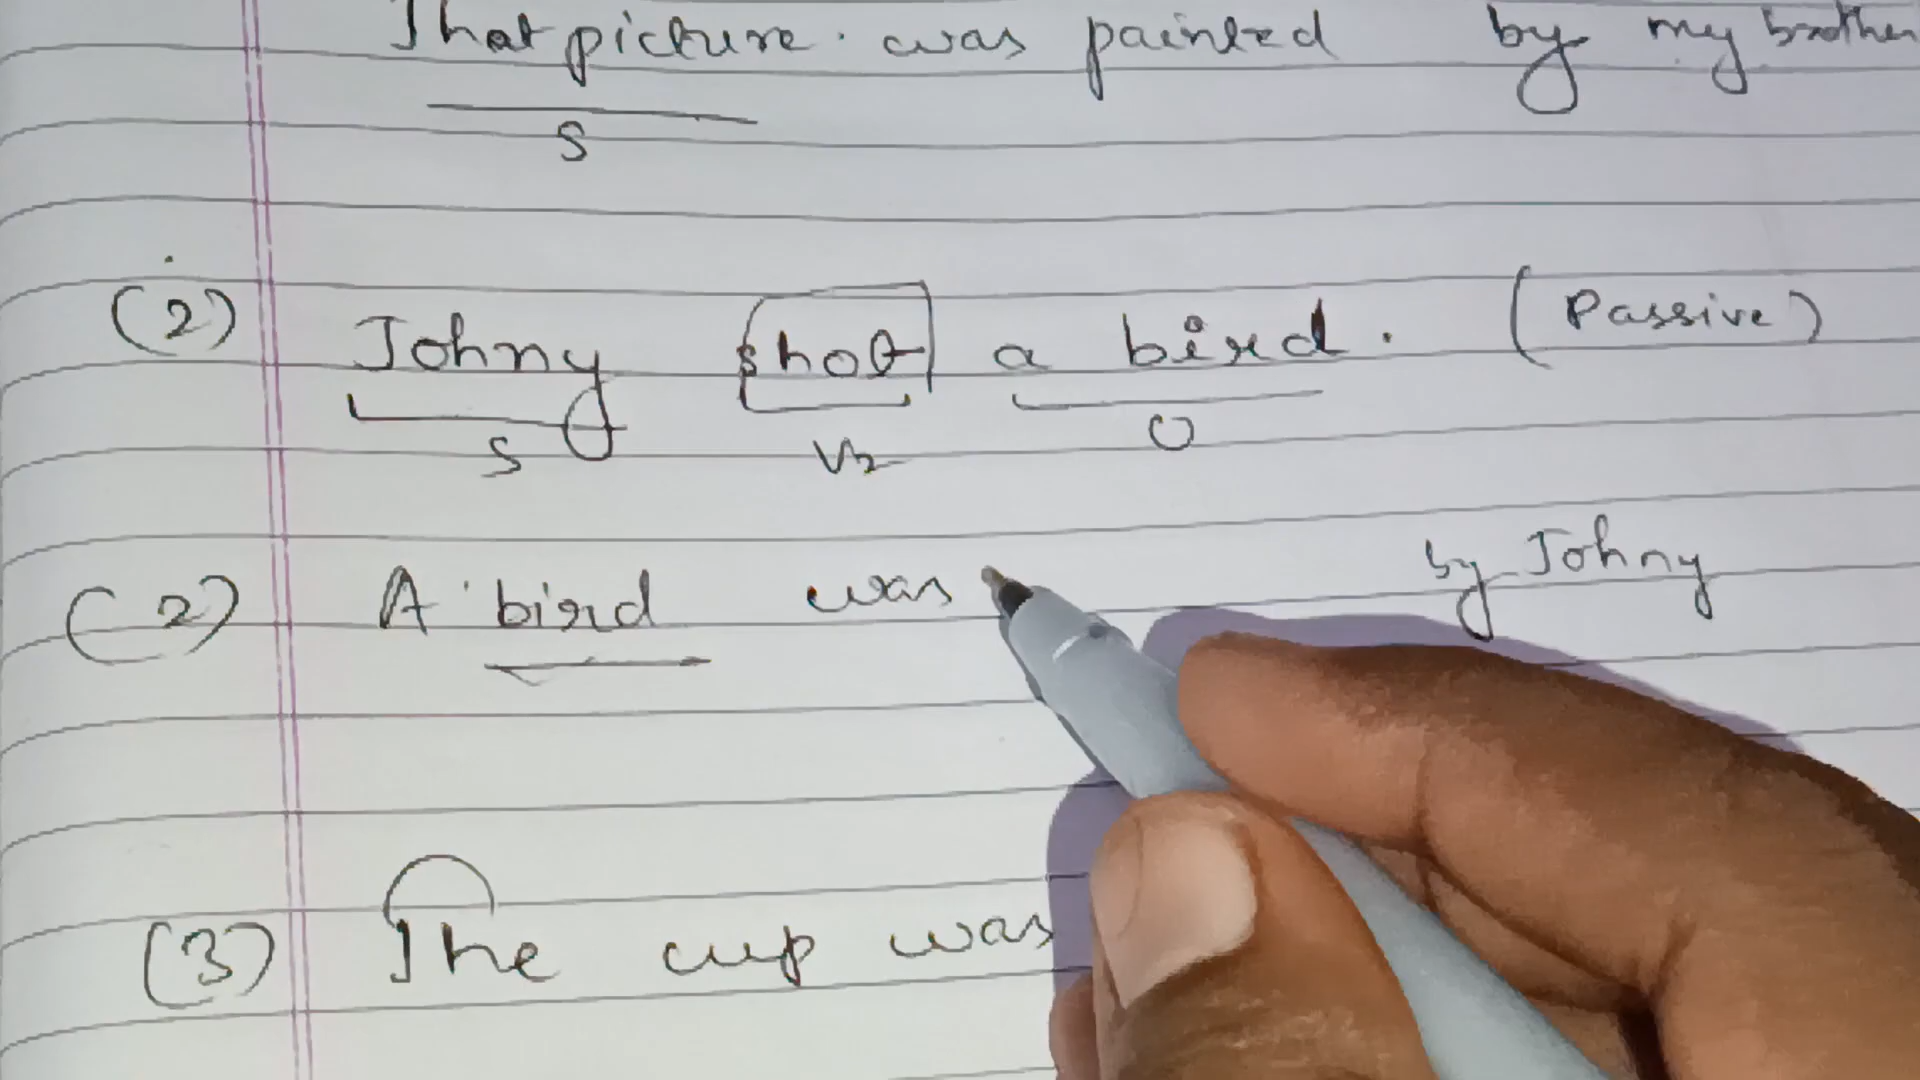 That picture was painted by my brother
S
(2) Johny shot a bird. (Passive)
S V2 O
(2) A bird was by Johny
(3) The cup was